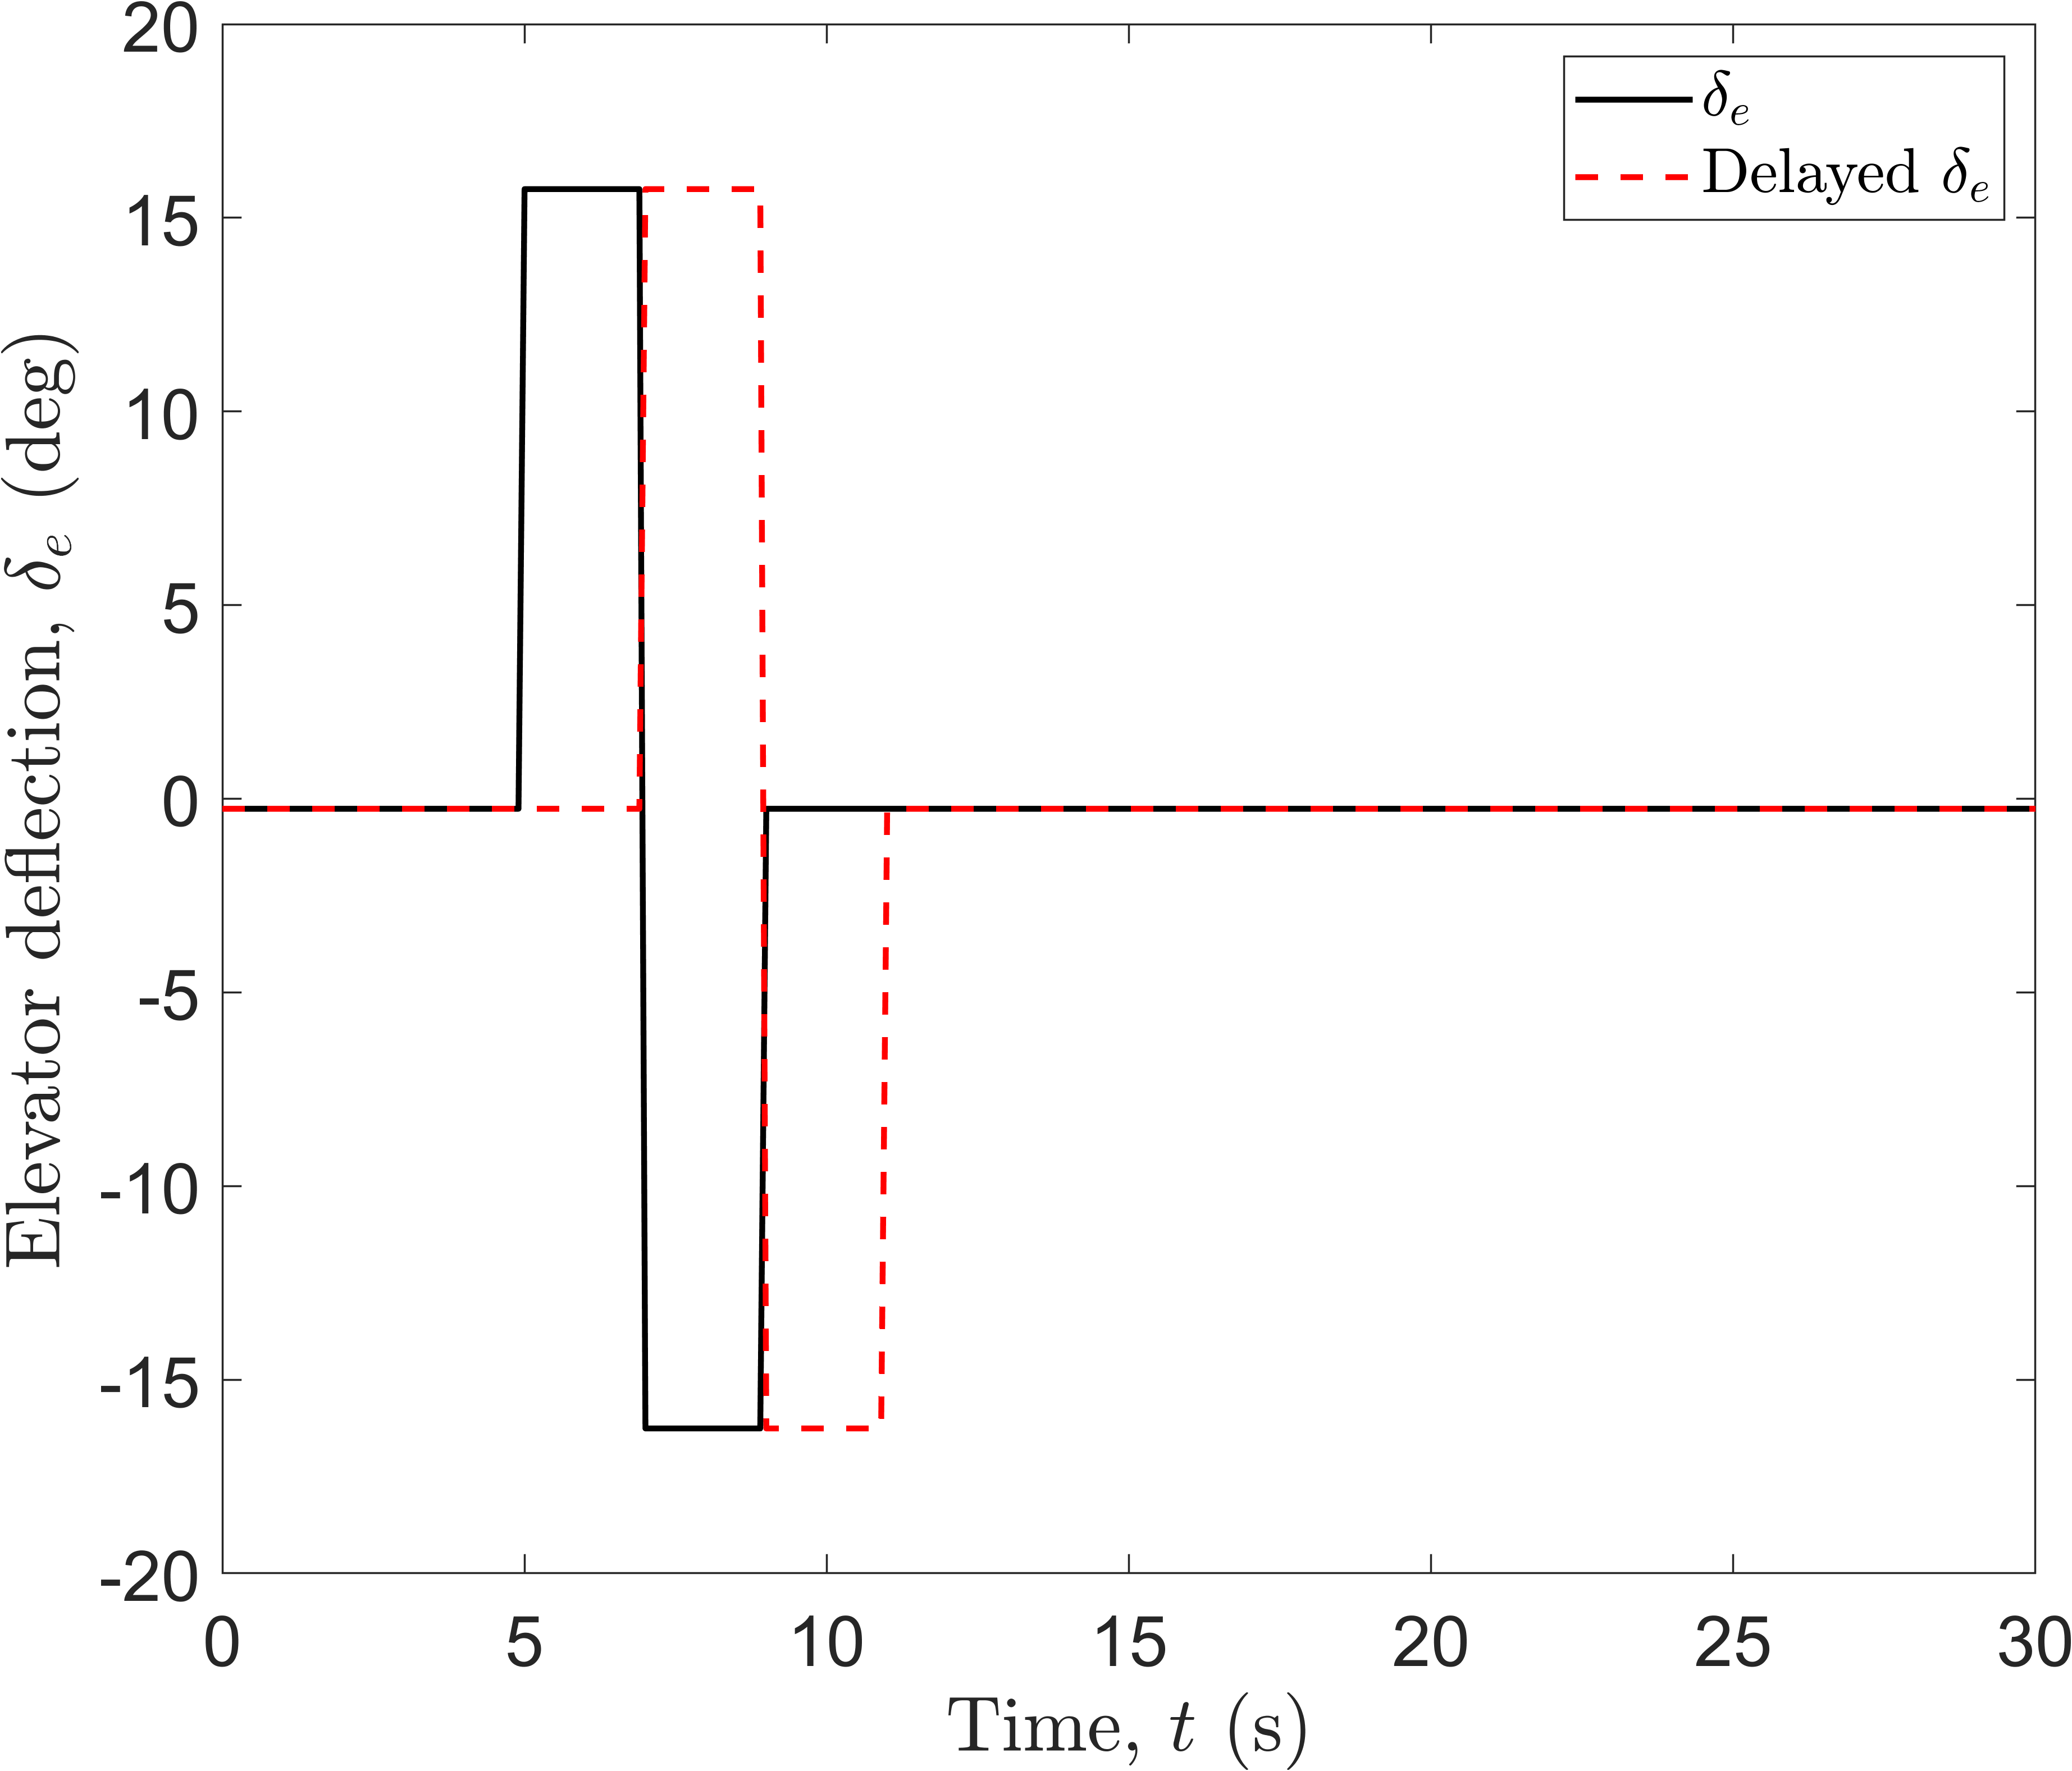 Elevator deflection, δₑ (deg)
20
15
10
5
0
-5
-10
-15
-20
δₑ
Delayed δₑ
0 5 10 15 20 25 30
Time, t (s)